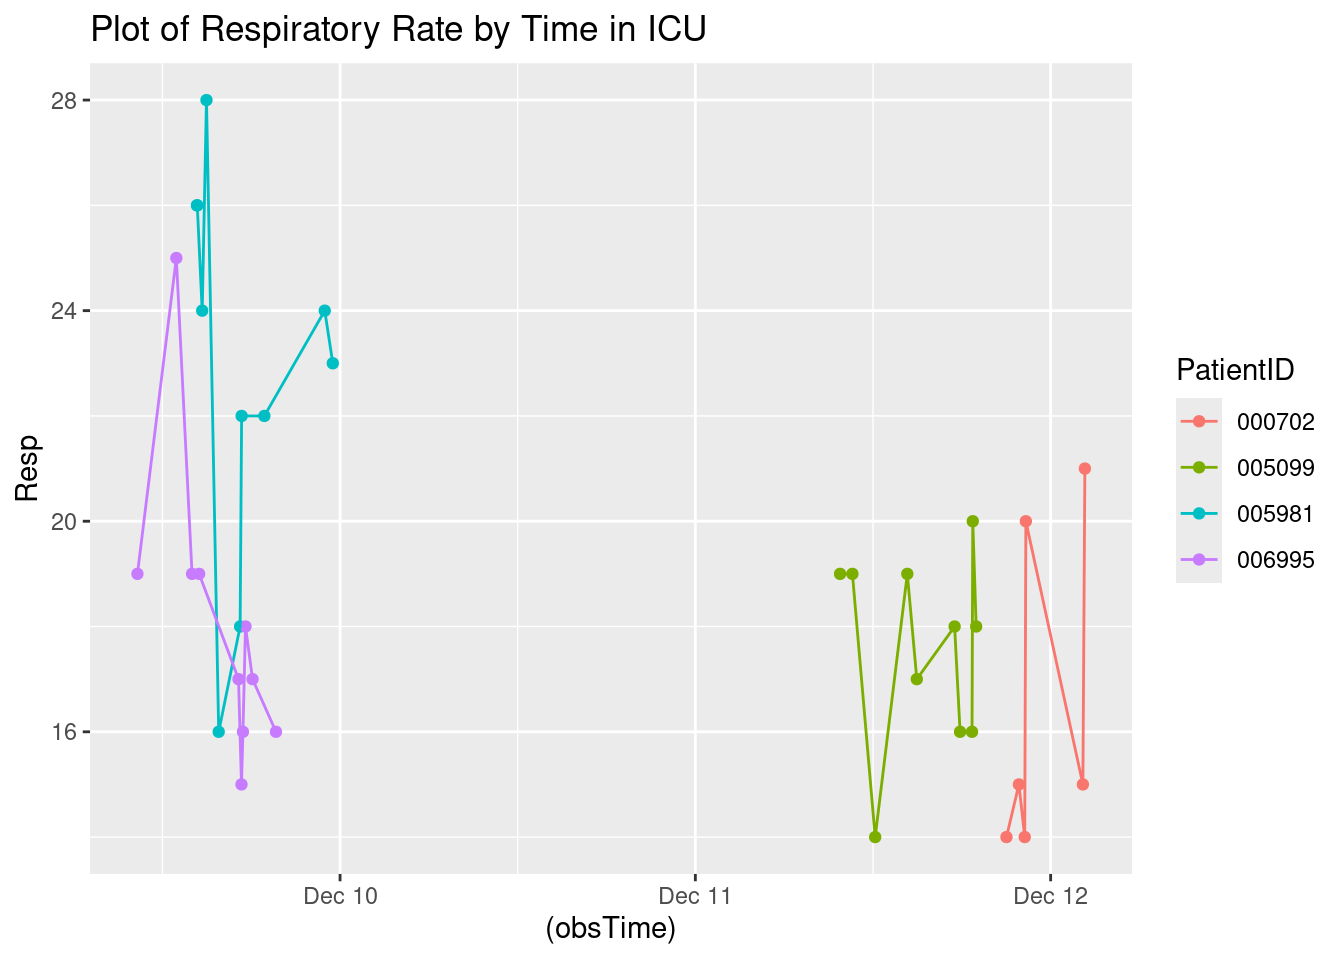 Plot of Respiratory Rate by Time in ICU
28
24
20
16
Resp
Dec 10
Dec 11
Dec 12
(obsTime)
PatientID
000702
005099
005981
006995